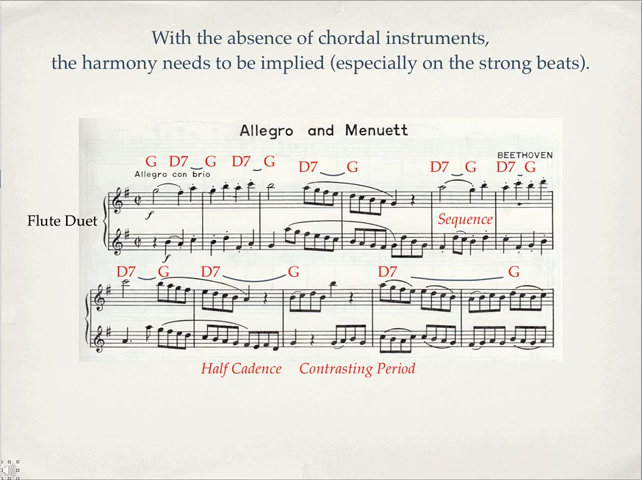 With the absence of chordal instruments,
the harmony needs to be implied (especially on the strong beats).
Allegro and Menuett
BEETHOVEN
G D7 G D7 G D7 G D7 G D7 G
Allegro con brio
f
Flute Duet
Sequence
f
D7 G D7 G D7 G
Half Cadence Contrasting Period